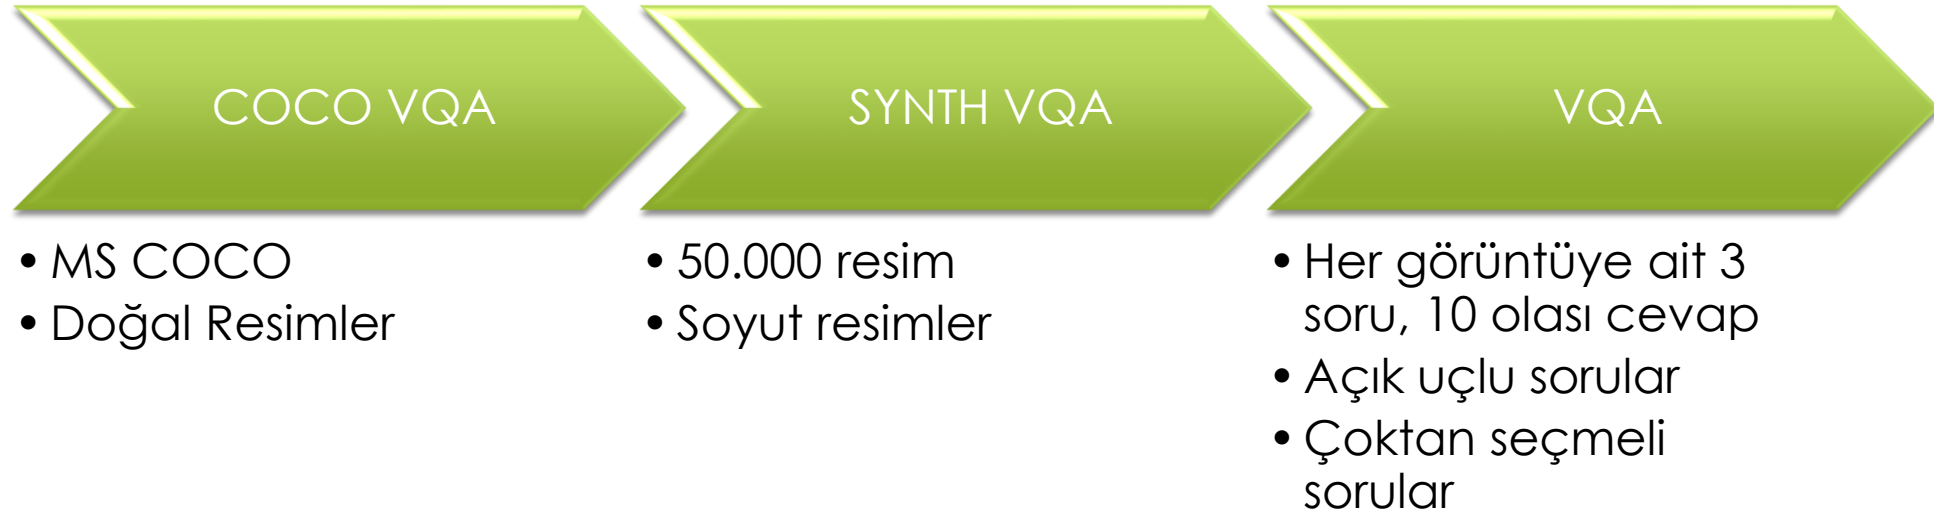 COCO VQA
• MS COCO
• Doğal Resimler
SYNTH VQA
• 50.000 resim
• Soyut resimler
VQA
• Her görüntüye ait 3
soru, 10 olası cevap
• Açık uçlu sorular
• Çoktan seçmeli
sorular